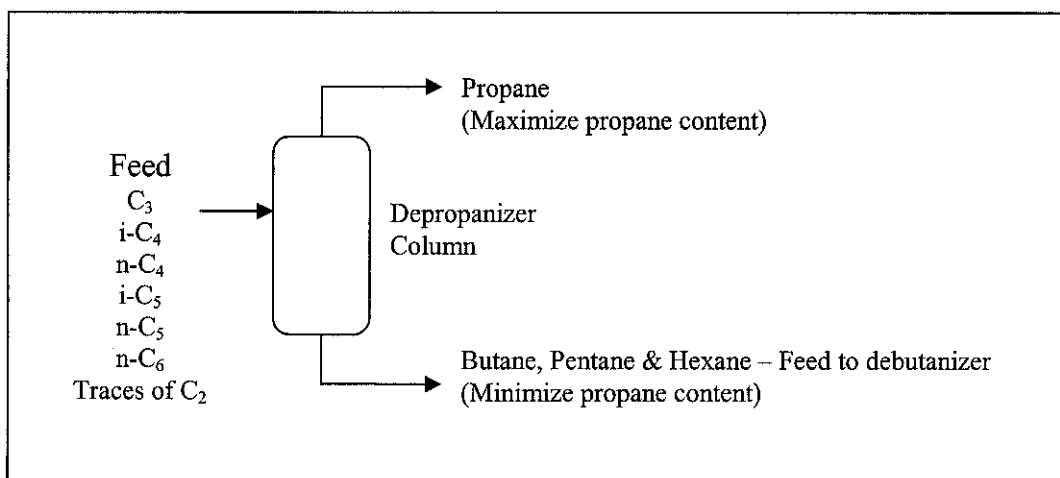 Propane
(Maximize propane content)
Feed
C₃
i-C₄
n-C₄
i-C₅
n-C₅
n-C₆
Traces of C₂
Depropanizer
Column
Butane, Pentane & Hexane – Feed to debutanizer
(Minimize propane content)